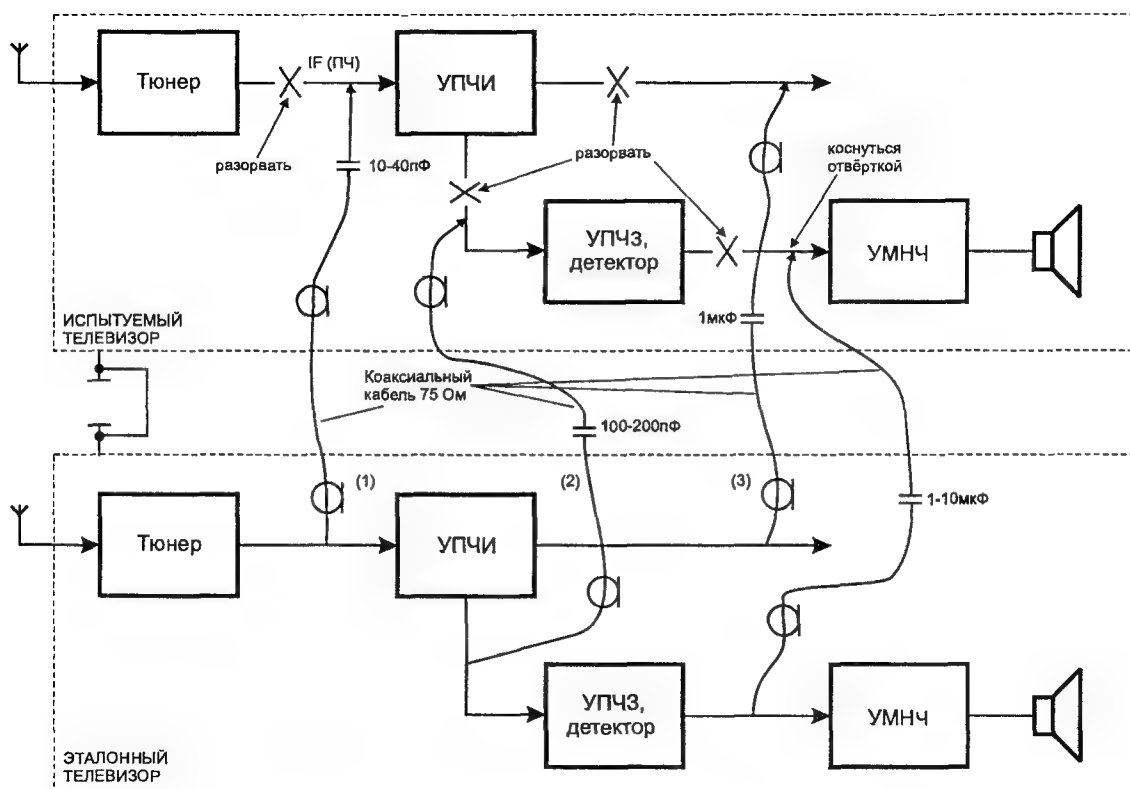 Тюнер
IF (ПЧ)
УПЧИ
разорвать
10-40пФ
разорвать
коснуться
отвёрткой
УПЧЗ,
детектор
УМНЧ
ИСПЫТУЕМЫЙ
ТЕЛЕВИЗОР
1мкФ
Коаксиальный
кабель 75 Ом
100-200пФ
(1)
(2)
(3)
1-10мкФ
Тюнер
УПЧИ
УПЧЗ,
детектор
УМНЧ
ЭТАЛОННЫЙ
ТЕЛЕВИЗОР